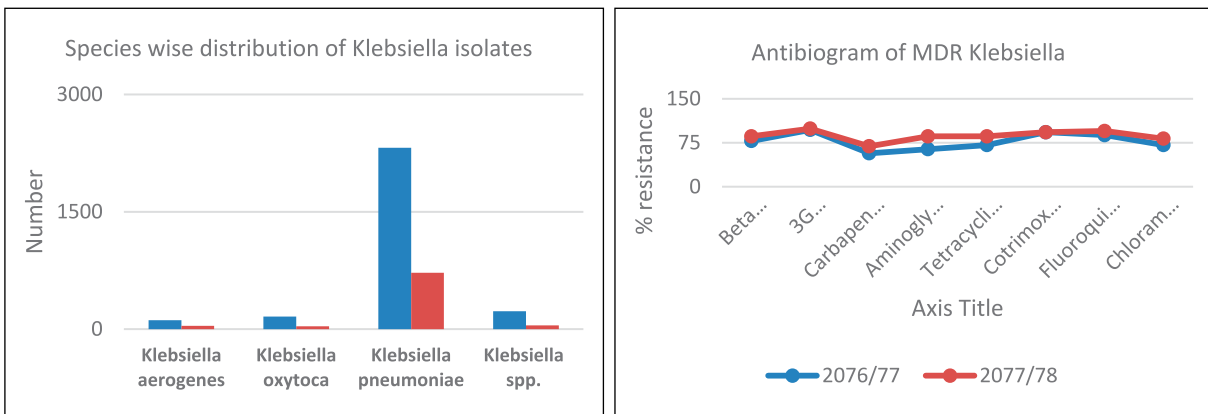 Species wise distribution of Klebsiella isolates
3000
1500
0
Number
Klebsiella aerogenes
Klebsiella oxytoca
Klebsiella pneumoniae
Klebsiella spp.
Antibiogram of MDR Klebsiella
150
75
0
% resistance
Beta...
3G...
Carbapen...
Aminogly...
Tetracycli...
Cotrimox...
Fluoroqui...
Chloram...
Axis Title
2076/77
2077/78